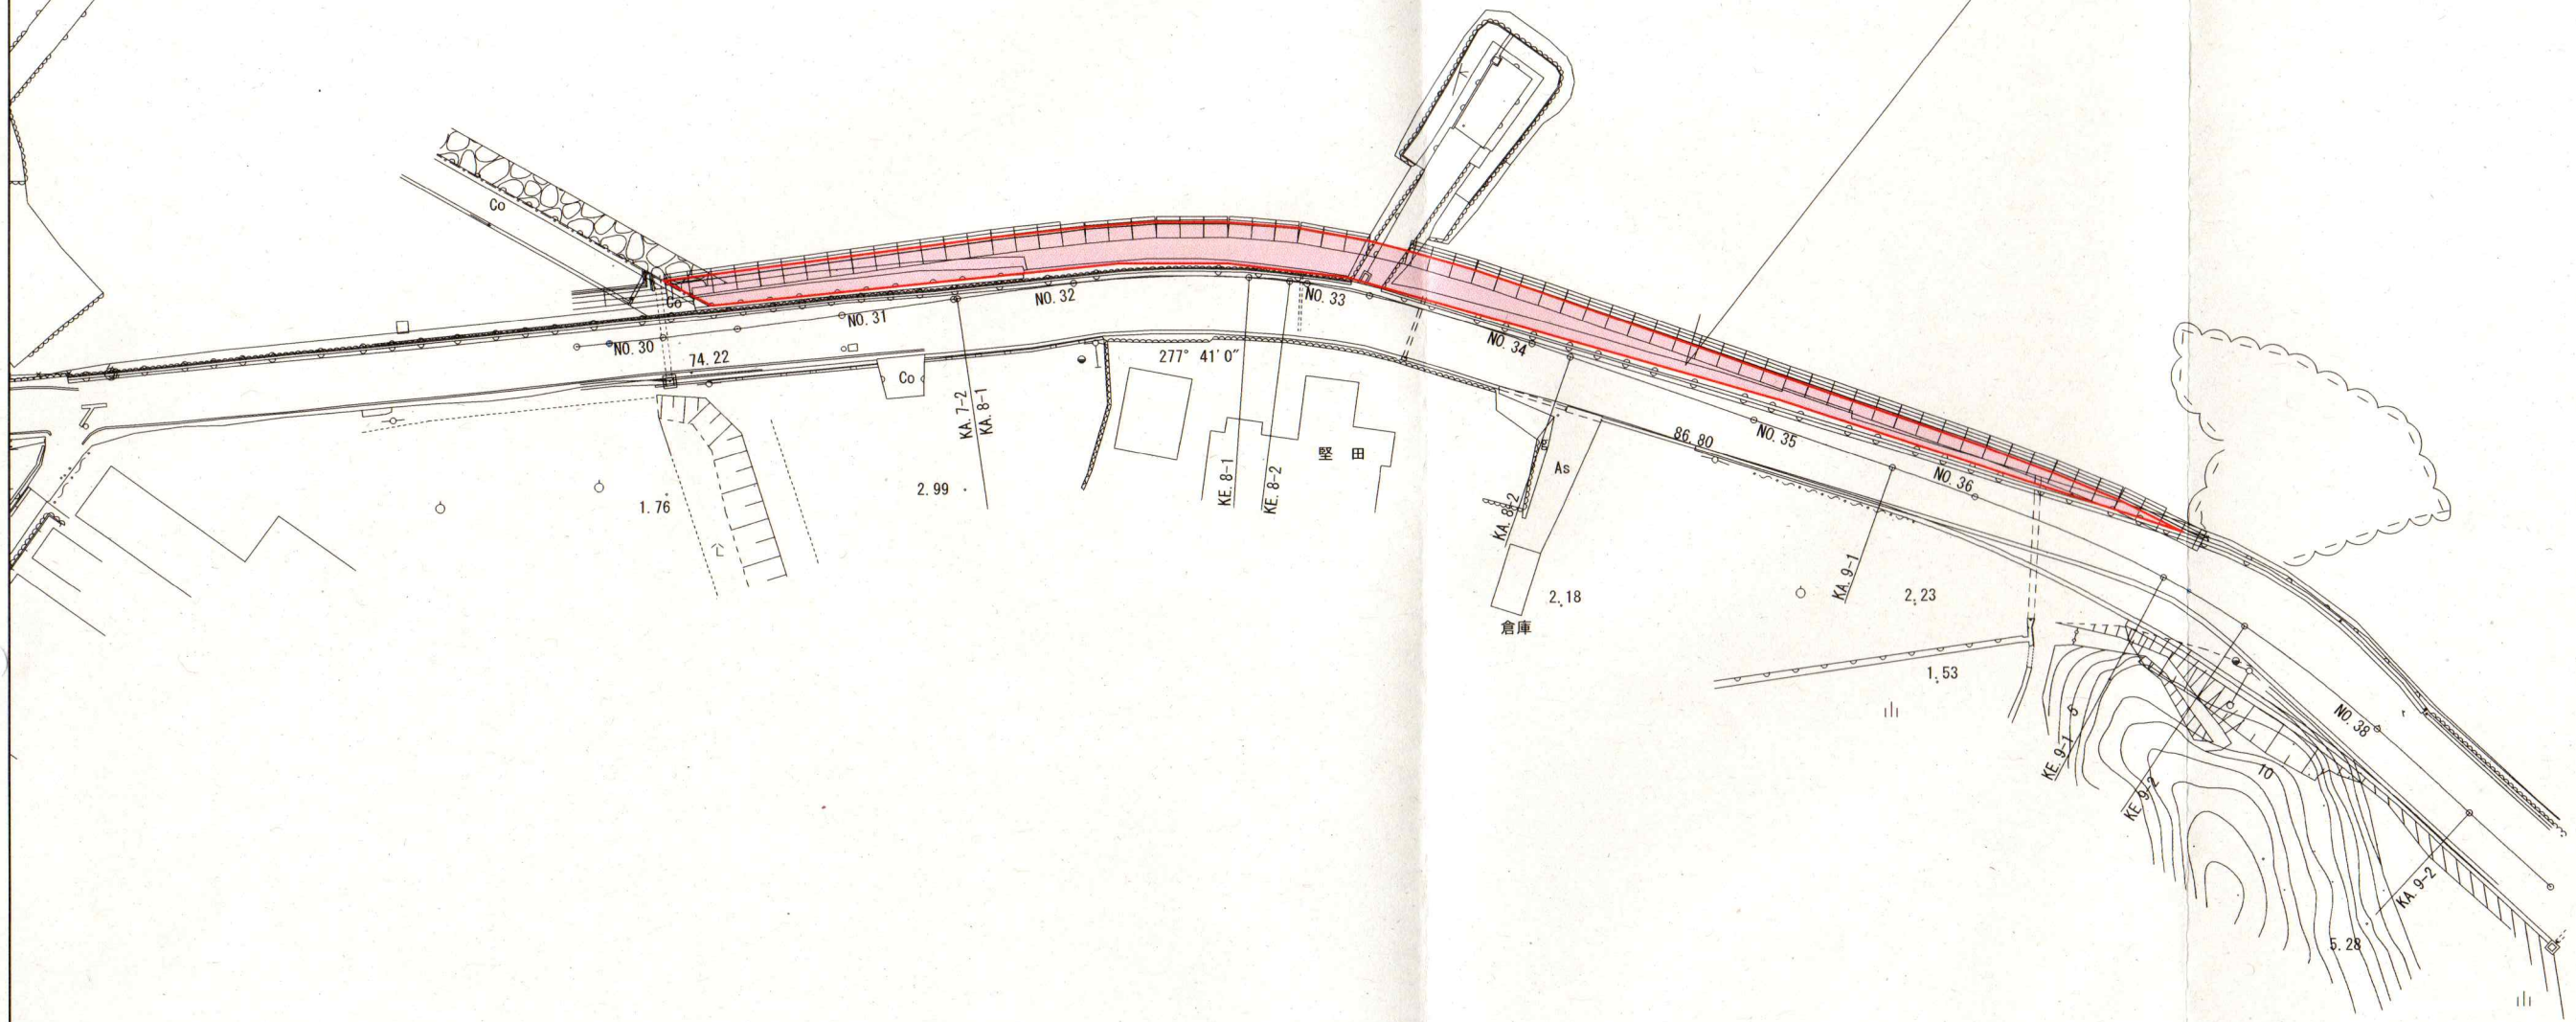 Co
Co
NO. 30
74.22
NO. 31
NO. 32
277° 41' 0"
NO. 33
NO. 34
Co
KA. 7-2
KA. 8-1
KE. 8-1
KE. 8-2
堅 田
1.76
2.99
As
KA. 8-2
86.80
NO. 35
NO. 36
KA. 9-1
2.18
倉庫
2.23
1.53
5
KE. 9-1
KE. 9-2
10
NO. 38
KA. 9-2
5.28